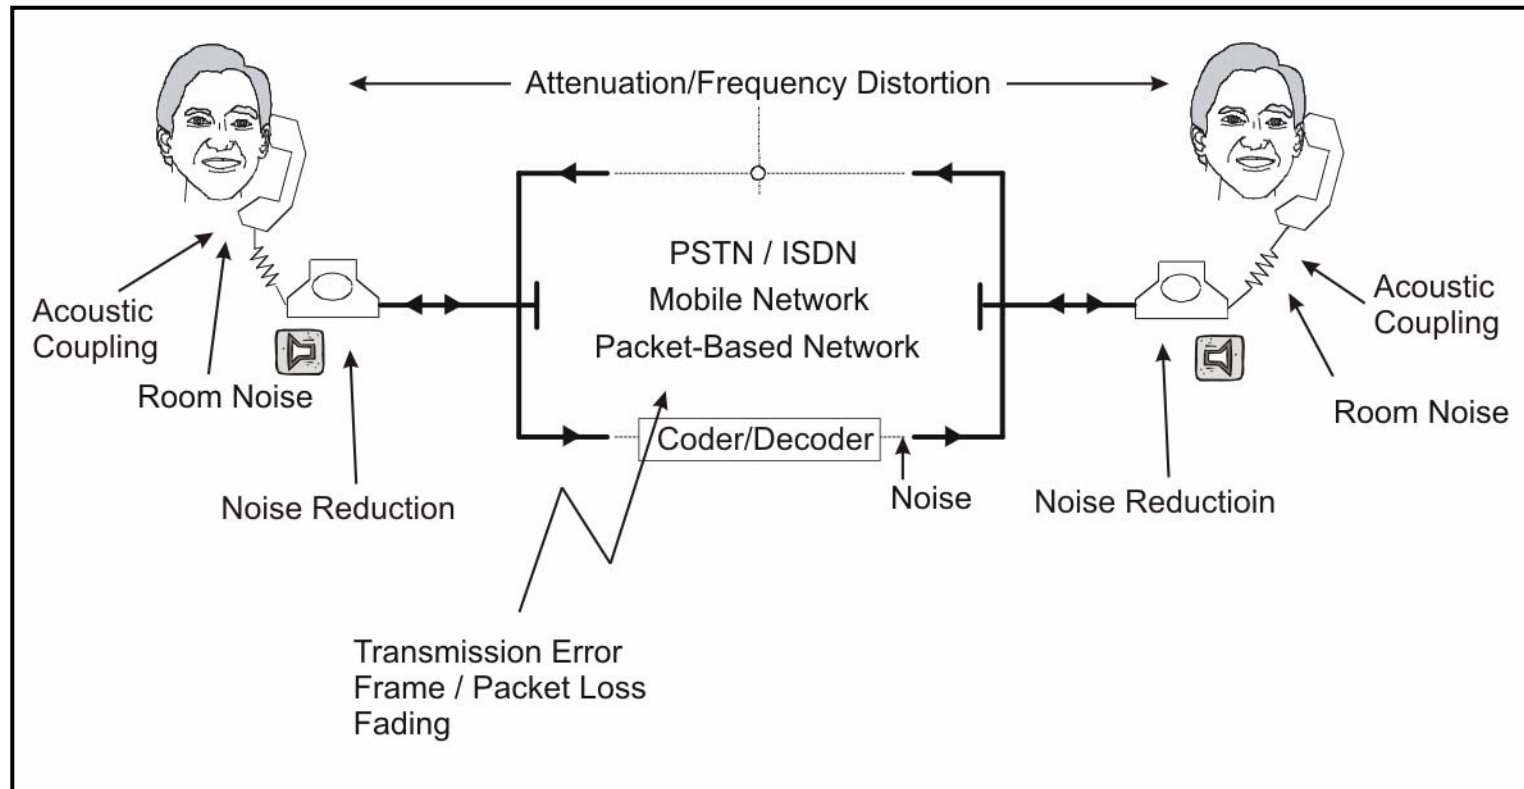 Attenuation/Frequency Distortion
PSTN / ISDN
Mobile Network
Packet-Based Network
Acoustic
Coupling
Room Noise
Noise Reduction
Coder/Decoder
Noise
Noise Reductioin
Acoustic
Coupling
Room Noise
Transmission Error
Frame / Packet Loss
Fading